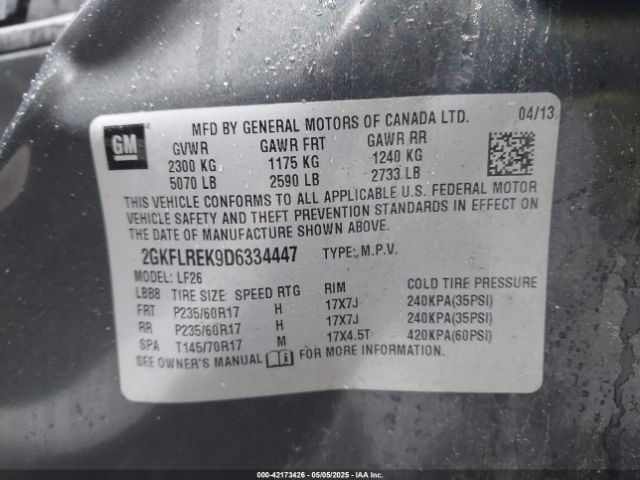 GM
MFD BY GENERAL MOTORS OF CANADA LTD. 04/13
GVWR GAWR FRT GAWR RR
2300 KG 1175 KG 1240 KG
5070 LB 2590 LB 2733 LB
THIS VEHICLE CONFORMS TO ALL APPLICABLE U.S. FEDERAL MOTOR
VEHICLE SAFETY AND THEFT PREVENTION STANDARDS IN EFFECT ON
THE DATE OF MANUFACTURE SHOWN ABOVE.
2GKFLREK9D6334447 TYPE: M.P.V.
MODEL: LF26
LBB8 TIRE SIZE SPEED RTG RIM COLD TIRE PRESSURE
FRT P235/60R17 H 17X7J 240KPA(35PSI)
RR P235/60R17 H 17X7J 240KPA(35PSI)
SPA T145/70R17 M 17X4.5T 420KPA(60PSI)
SEE OWNER'S MANUAL FOR MORE INFORMATION.
000-42173426 - 05/05/2025 - COPYRIGHT IAA, LLC